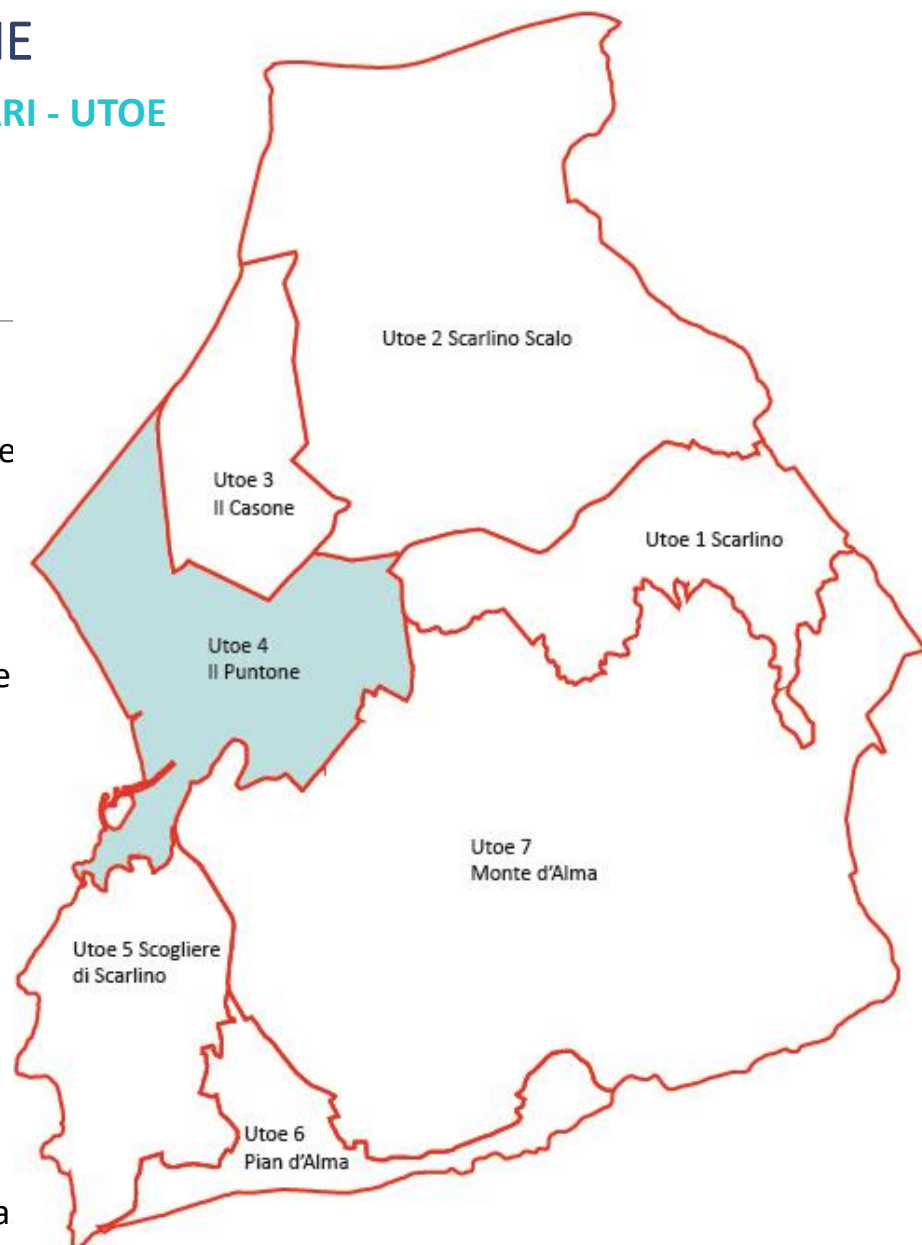 NE
ARI - UTOE
Utoe 2 Scarlino Scalo
e
Utoe 3
Il Casone
Utoe 1 Scarlino
Utoe 4
Il Puntone
e
Utoe 7
Monte d'Alma
Utoe 5 Scogliere
di Scarlino
Utoe 6
Pian d'Alma
a